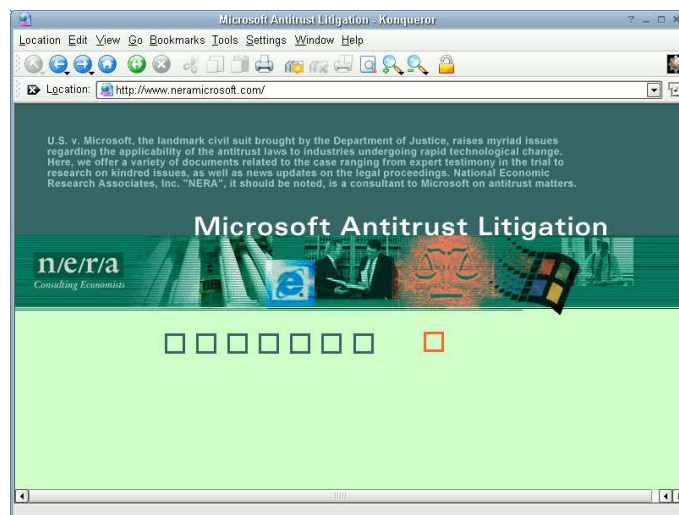 Microsoft Antitrust Litigation - Konqueror
Location Edit View Go Bookmarks Tools Settings Window Help
Location: http://www.neramicrosoft.com/
U.S. v. Microsoft, the landmark civil suit brought by the Department of Justice, raises myriad issues
regarding the applicability of the antitrust laws to industries undergoing rapid technological change.
Here, we offer a variety of documents related to the case ranging from expert testimony in the trial to
research on kindred issues, as well as news updates on the legal proceedings. National Economic
Research Associates, Inc. "NERA", it should be noted, is a consultant to Microsoft on antitrust matters.
Microsoft Antitrust Litigation
n/e/r/a
Consulting Economists